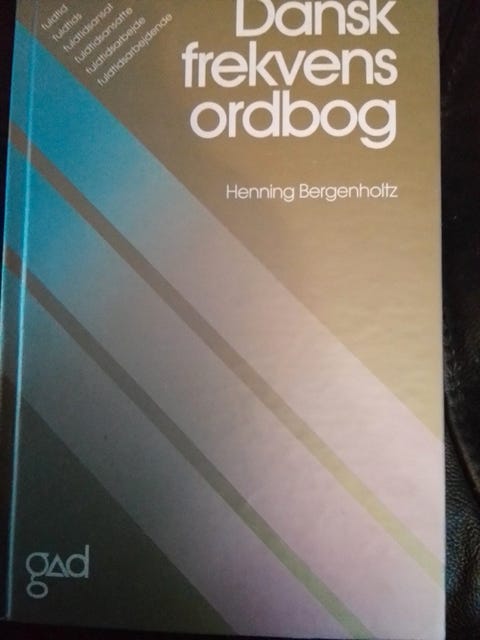 fuldtid
fuldtids
fuldtidsansat
fuldtidsansatte
fuldtidsarbejde
fuldtidsarbejdende
Dansk
frekvens
ordbog
Henning Bergenholtz
gad